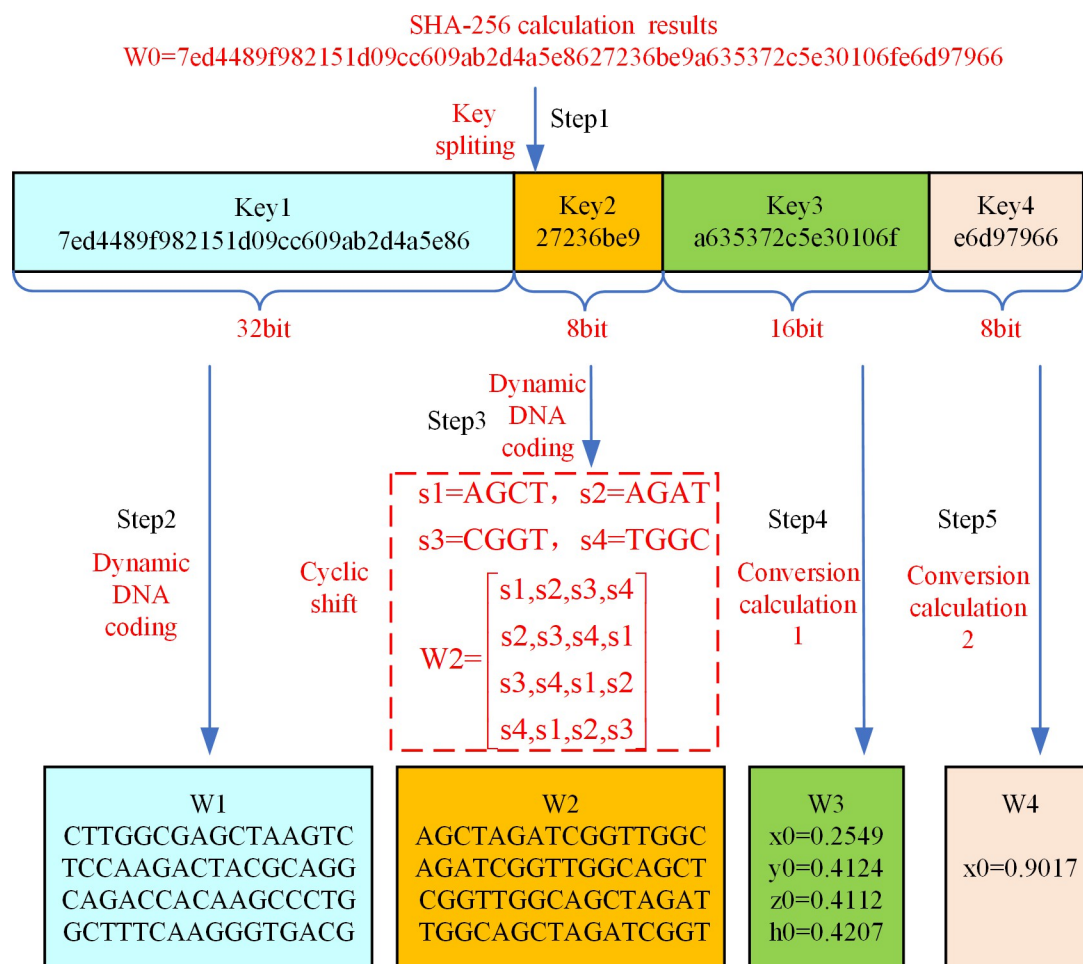 SHA-256 calculation results
W0=7ed4489f982151d09cc609ab2d4a5e8627236be9a635372c5e30106fe6d97966
Key
spliting
Step1
Key1
7ed4489f982151d09cc609ab2d4a5e86
Key2
27236be9
Key3
a635372c5e30106f
Key4
e6d97966
32bit
8bit
16bit
8bit
Step2
Dynamic
DNA
coding
Step3
Dynamic
DNA
coding
Cyclic
shift
s1=AGCT, s2=AGAT
s3=CGGT, s4=TGGC
W2=
s1,s2,s3,s4
s2,s3,s4,s1
s3,s4,s1,s2
s4,s1,s2,s3
Step4
Conversion
calculation
1
Step5
Conversion
calculation
2
W1
CTTGGCGAGCTAAGTC
TCCAAGACTACGCAGG
CAGACCACAAGCCCTG
GCTTTCAAGGGTGACG
W2
AGCTAGATCGGTTGGC
AGATCGGTTGGCAGCT
CGGTTGGCAGCTAGAT
TGGCAGCTAGATCGGT
W3
x0=0.2549
y0=0.4124
z0=0.4112
h0=0.4207
W4
x0=0.9017